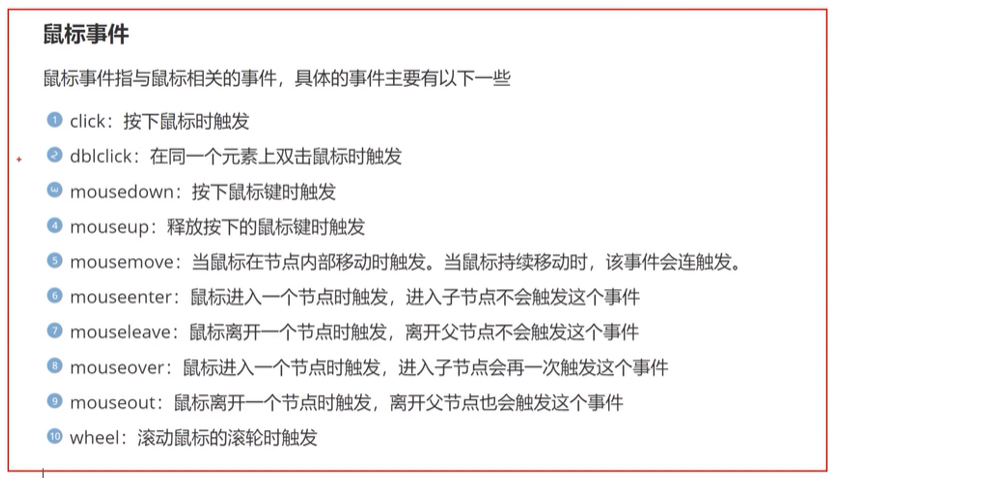 鼠标事件
鼠标事件指与鼠标相关的事件，具体的事件主要有以下一些
1 click：按下鼠标时触发
2 dblclick：在同一个元素上双击鼠标时触发
3 mousedown：按下鼠标键时触发
4 mouseup：释放按下的鼠标键时触发
5 mousemove：当鼠标在节点内部移动时触发。当鼠标持续移动时，该事件会连触发。
6 mouseenter：鼠标进入一个节点时触发，进入子节点不会触发这个事件
7 mouseleave：鼠标离开一个节点时触发，离开父节点不会触发这个事件
8 mouseover：鼠标进入一个节点时触发，进入子节点会再一次触发这个事件
9 mouseout：鼠标离开一个节点时触发，离开父节点也会触发这个事件
10 wheel：滚动鼠标的滚轮时触发